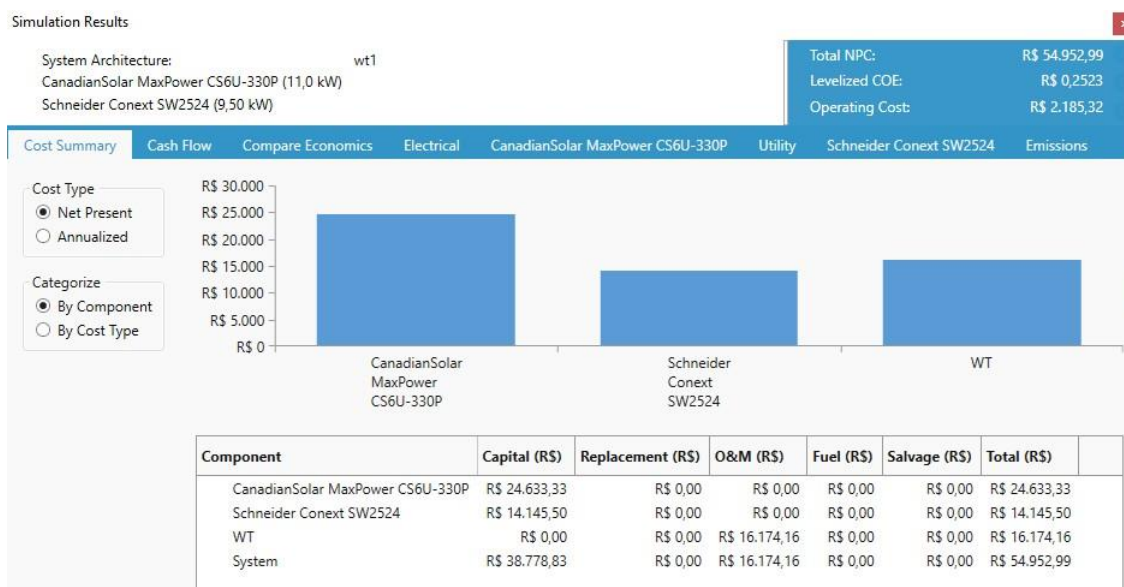 Simulation Results
System Architecture: wt1
CanadianSolar MaxPower CS6U-330P (11,0 kW)
Schneider Conext SW2524 (9,50 kW)
Total NPC: R$ 54.952,99
Levelized COE: R$ 0,2523
Operating Cost: R$ 2.185,32
Cost Summary Cash Flow Compare Economics Electrical CanadianSolar MaxPower CS6U-330P Utility Schneider Conext SW2524 Emissions
Cost Type
Net Present
Annualized
Categorize
By Component
By Cost Type
R$ 30.000
R$ 25.000
R$ 20.000
R$ 15.000
R$ 10.000
R$ 5.000
R$ 0
CanadianSolar
MaxPower
CS6U-330P
Schneider
Conext
SW2524
WT
Component Capital (R$) Replacement (R$) O&M (R$) Fuel (R$) Salvage (R$) Total (R$)
CanadianSolar MaxPower CS6U-330P R$ 24.633,33 R$ 0,00 R$ 0,00 R$ 0,00 R$ 0,00 R$ 24.633,33
Schneider Conext SW2524 R$ 14.145,50 R$ 0,00 R$ 0,00 R$ 0,00 R$ 0,00 R$ 14.145,50
WT R$ 0,00 R$ 0,00 R$ 16.174,16 R$ 0,00 R$ 0,00 R$ 16.174,16
System R$ 38.778,83 R$ 0,00 R$ 16.174,16 R$ 0,00 R$ 0,00 R$ 54.952,99